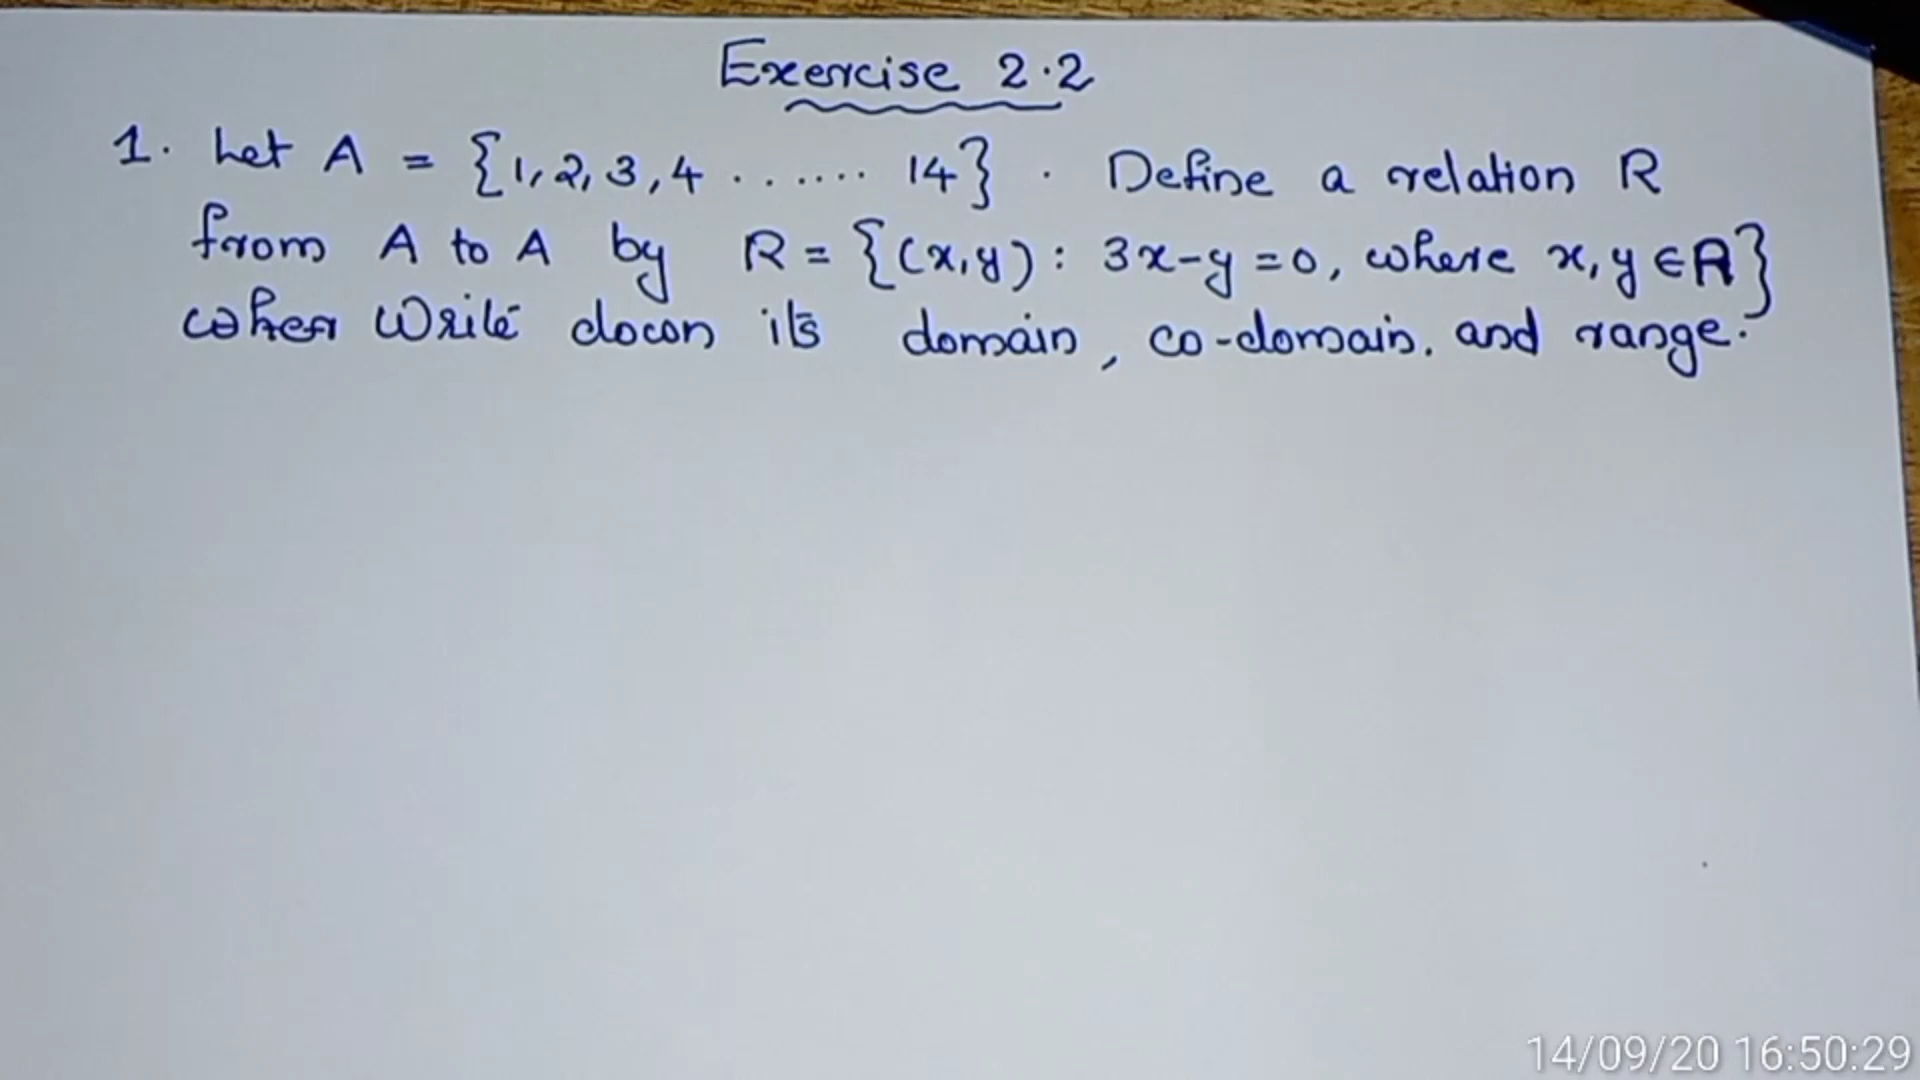 Exercise 2.2
1. Let A = {1, 2, 3, 4 ....... 14} . Define a relation R
from A to A by R = {(x, y) : 3x-y=0, where x, y ∈ A}
Write down its domain, co-domain. and range.
14/09/20 16:50:29